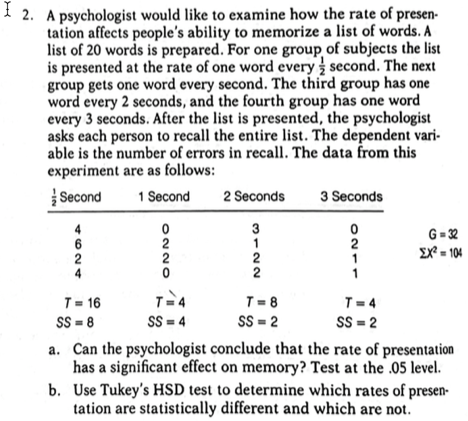 2. A psychologist would like to examine how the rate of presen-
tation affects people's ability to memorize a list of words. A
list of 20 words is prepared. For one group of subjects the list
is presented at the rate of one word every ½ second. The next
group gets one word every second. The third group has one
word every 2 seconds, and the fourth group has one word
every 3 seconds. After the list is presented, the psychologist
asks each person to recall the entire list. The dependent vari-
able is the number of errors in recall. The data from this
experiment are as follows:
½ Second 1 Second 2 Seconds 3 Seconds
4 0 3 0 G = 32
6 2 1 2 ΣX² = 104
2 2 2 1
4 0 2 1
T = 16 T = 4 T = 8 T = 4
SS = 8 SS = 4 SS = 2 SS = 2
a. Can the psychologist conclude that the rate of presentation
has a significant effect on memory? Test at the .05 level.
b. Use Tukey's HSD test to determine which rates of presen-
tation are statistically different and which are not.